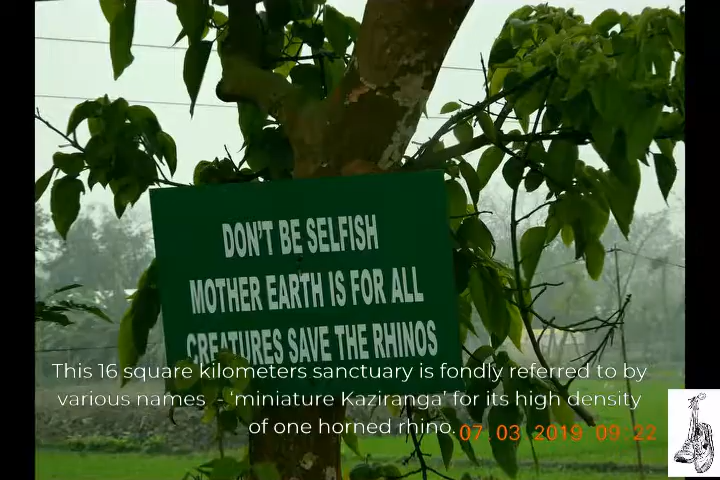 DON'T BE SELFISH
MOTHER EARTH IS FOR ALL
CREATURES SAVE THE RHINOS
This 16 square kilometers sanctuary is fondly referred to by
various names - ‘miniature Kaziranga’ for its high density
of one horned rhino.
07 03 2019 09 22